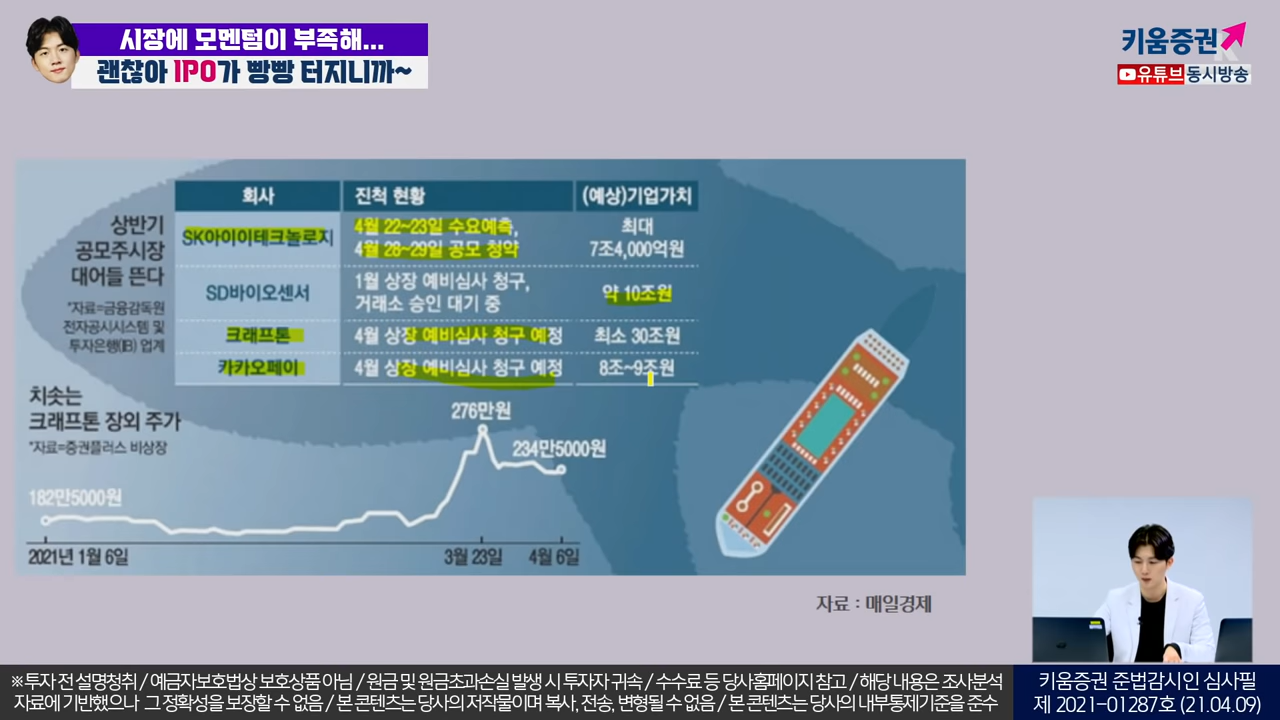 시장에 모멘텀이 부족해...
괜찮아 IPO가 빵빵 터지니까~
키움증권
유튜브동시방송
상반기
공모주시장
대어들 뜬다
*자료=금융감독원
전자공시시스템 및
투자은행(IB) 업계
회사 진척 현황 (예상)기업가치
SK아이이테크놀로지 4월 22~23일 수요예측, 최대
4월 28~29일 공모 청약 7조4,000억원
SD바이오센서 1월 상장 예비심사 청구, 약 10조원
거래소 승인 대기 중
크래프톤 4월 상장 예비심사 청구 예정 최소 30조원
카카오페이 4월 상장 예비심사 청구 예정 8조~9조원
치솟는
크래프톤 장외 주가
*자료=증권플러스 비상장
276만원
234만5000원
182만5000원
2021년 1월 6일 3월 23일 4월 6일
자료 : 매일경제
※투자 전 설명청취 / 예금자보호법상 보호상품 아님 / 원금 및 원금초과손실 발생 시 투자자 귀속 / 수수료 등 당사홈페이지 참고 / 해당 내용은 조사분석
자료에 기반했으나 그 정확성을 보장할 수 없음 / 본 콘텐츠는 당사의 저작물이며 복사, 전송, 변형될 수 없음 / 본 콘텐츠는 당사의 내부통제기준을 준수
키움증권 준법감시인 심사필
제 2021-01287호 (21.04.09)